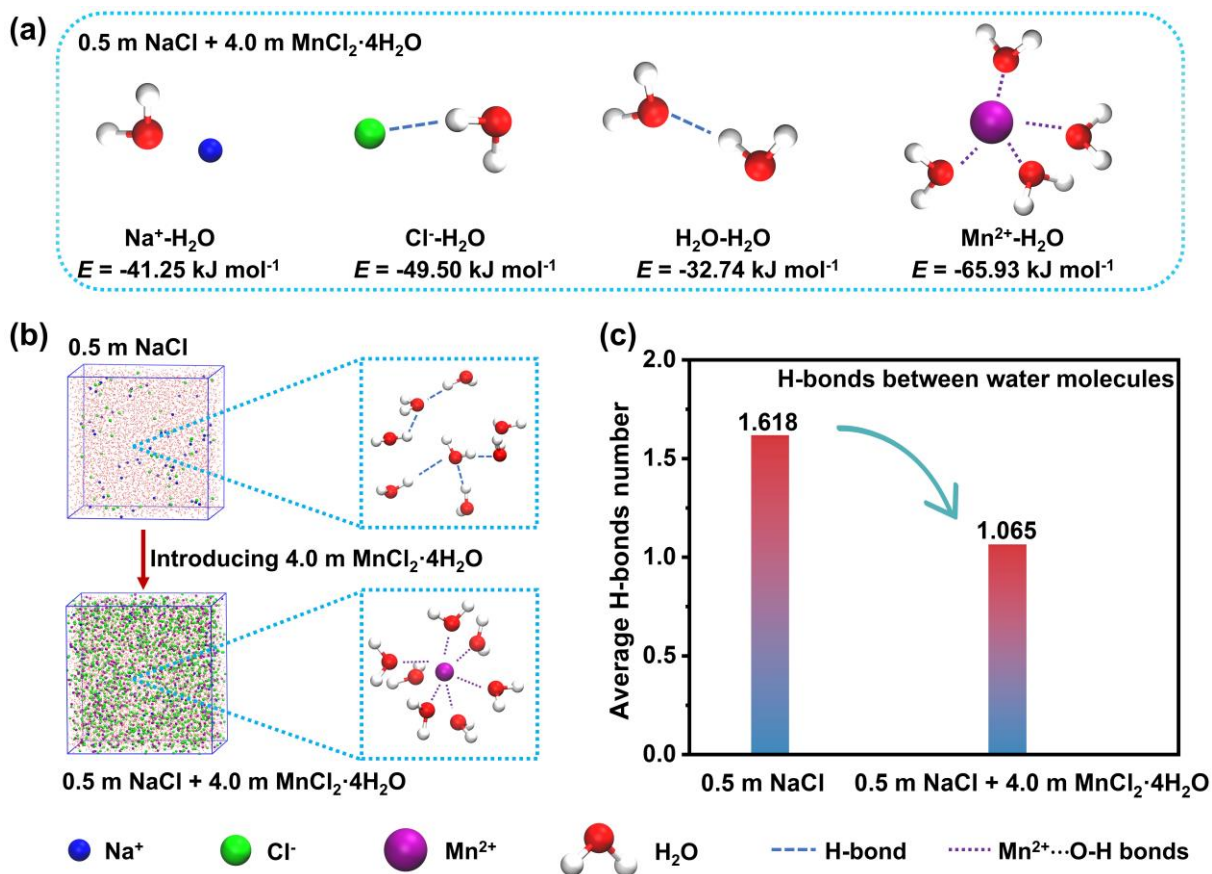 (a)
0.5 m NaCl + 4.0 m MnCl₂·4H₂O
Na⁺-H₂O
E = -41.25 kJ mol⁻¹
Cl⁻-H₂O
E = -49.50 kJ mol⁻¹
H₂O-H₂O
E = -32.74 kJ mol⁻¹
Mn²⁺-H₂O
E = -65.93 kJ mol⁻¹
(b)
0.5 m NaCl
Introducing 4.0 m MnCl₂·4H₂O
0.5 m NaCl + 4.0 m MnCl₂·4H₂O
(c)
Average H-bonds number
2.0
1.5
1.0
0.5
0.0
H-bonds between water molecules
1.618
1.065
0.5 m NaCl
0.5 m NaCl + 4.0 m MnCl₂·4H₂O
Na⁺
Cl⁻
Mn²⁺
H₂O
H-bond
Mn²⁺···O-H bonds